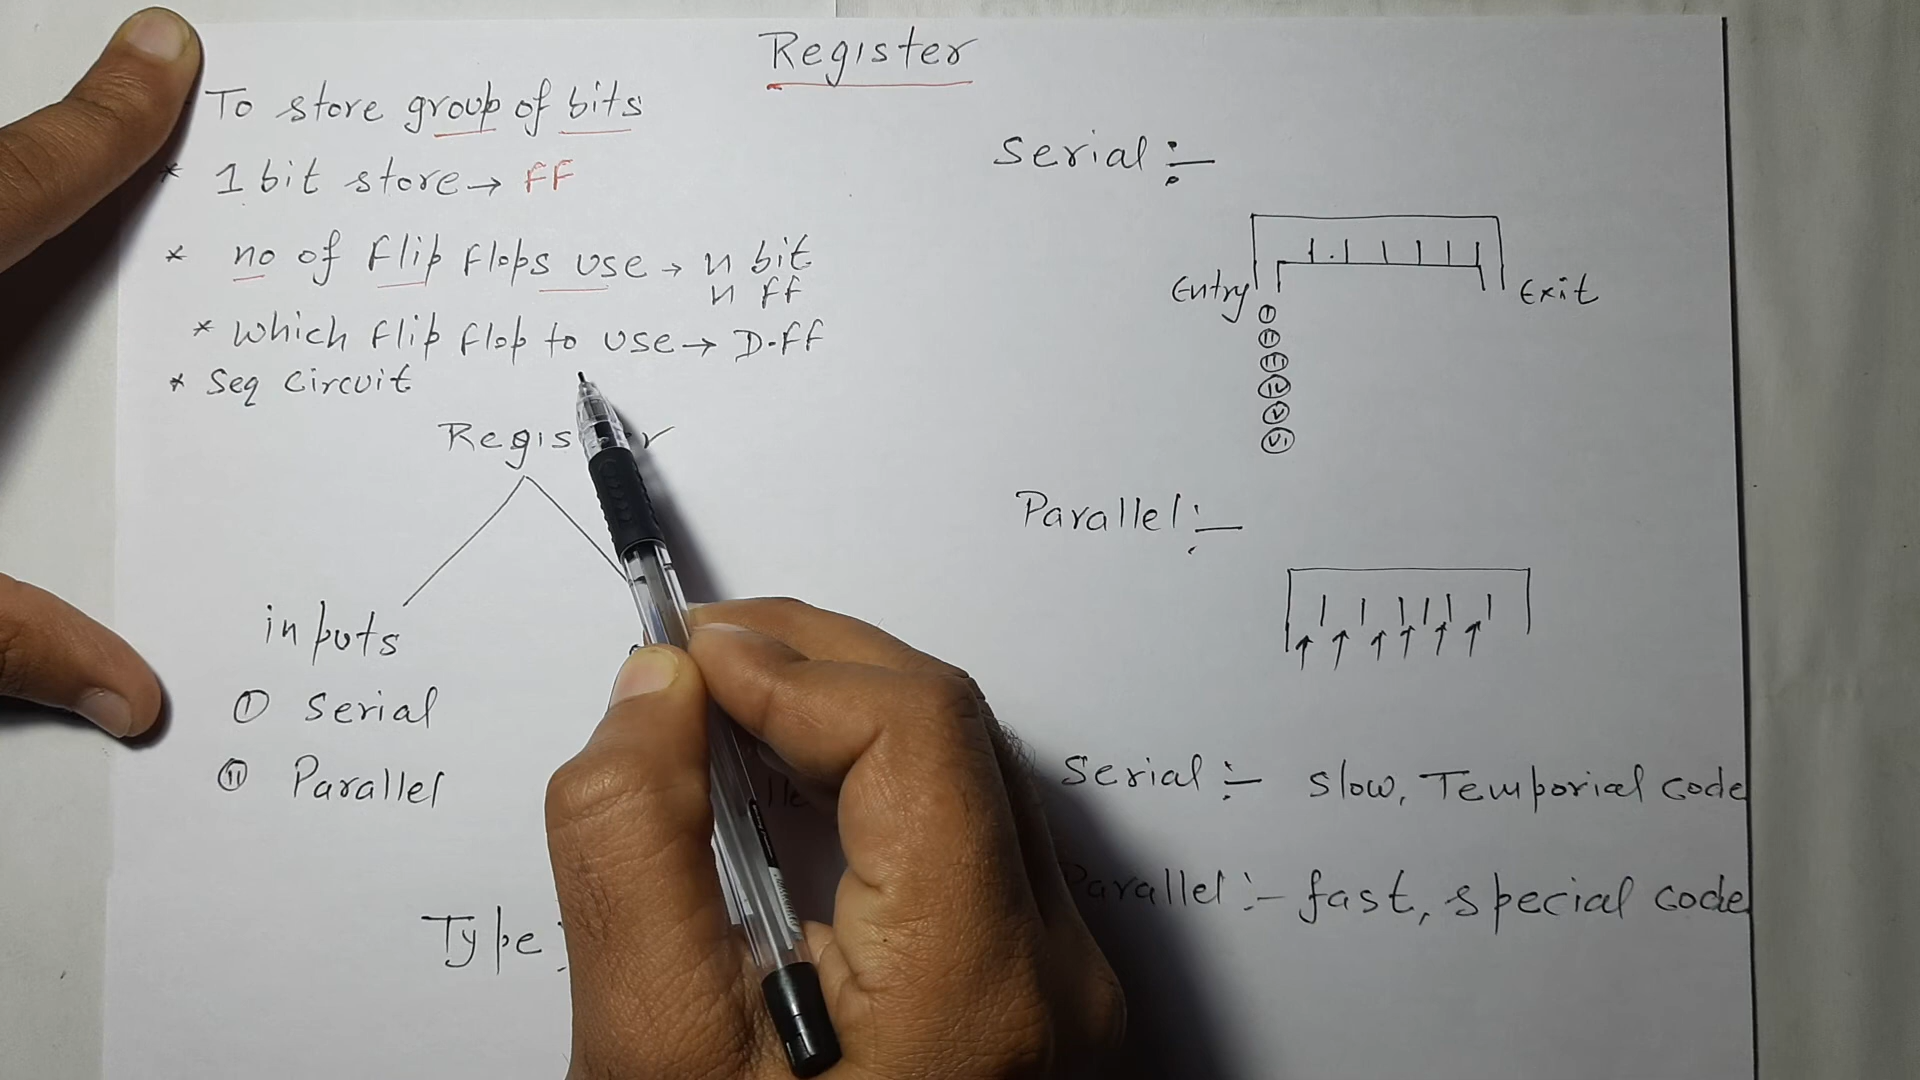 Register
To store group of bits
* 1 bit store → FF
* no of Flip Flops use → n bit
n ff
* Which Flip Flop to use → D-FF
* Seq Circuit
Register
inputs
I Serial
II Parallel
Type
Serial :-
Entry
Exit
I
II
III
IV
V
VI
Parallel :-
Serial :- Slow, Temporial code
Parallel :- fast, special code